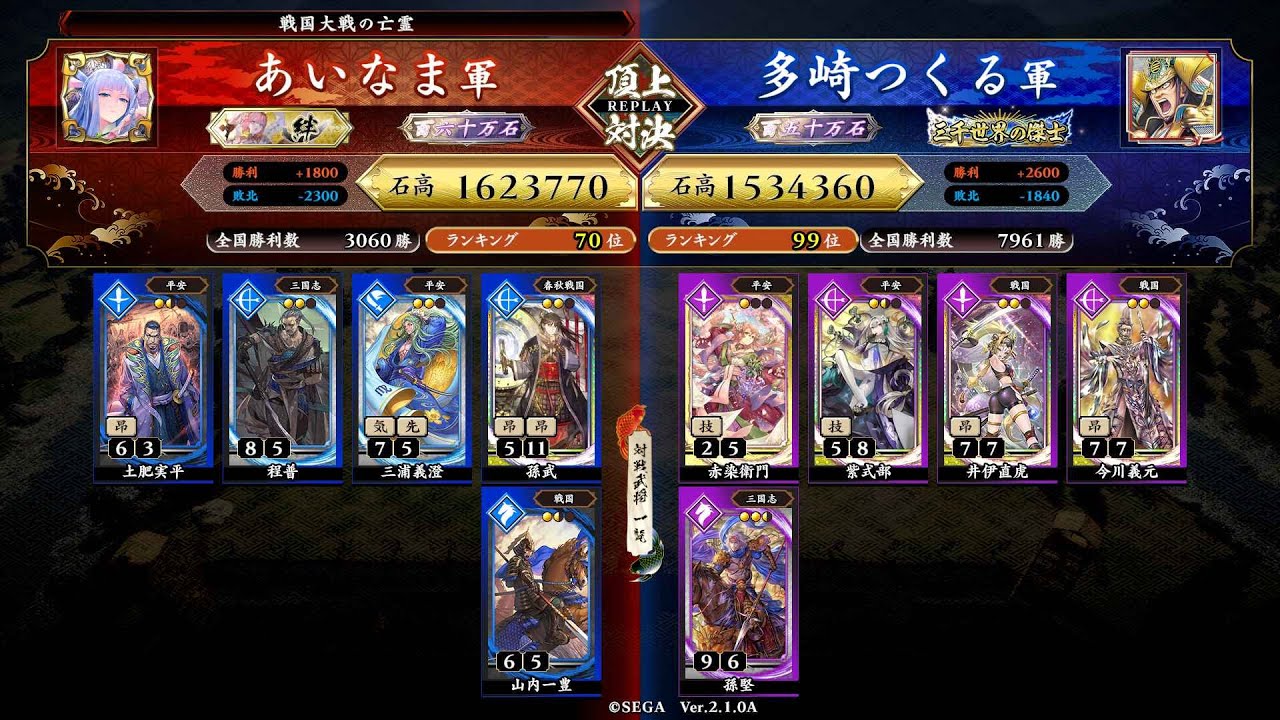 戦国大戦の亡霊
あいなま軍
頂上
REPLAY
対決
多崎つくる軍
絆
百六十万石
百五十万石
三千世界の傑士
勝利 +1800
敗北 -2300
石高 1623770
石高 1534360
勝利 +2600
敗北 -1840
全国勝利数 3060勝
ランキング 70位
ランキング 99位
全国勝利数 7961勝
平安
昂
6 3
土肥実平
三国志
8 5
程普
平安
気 先
7 5
三浦義澄
春秋戦国
昂 昂
5 11
孫武
対戦武将一覧
平安
技
2 5
赤染衛門
平安
技
5 8
紫式部
戦国
昂
7 7
井伊直虎
戦国
昂
7 7
今川義元
戦国
6 5
山内一豊
三国志
9 6
孫堅
©SEGA Ver.2.1.0A